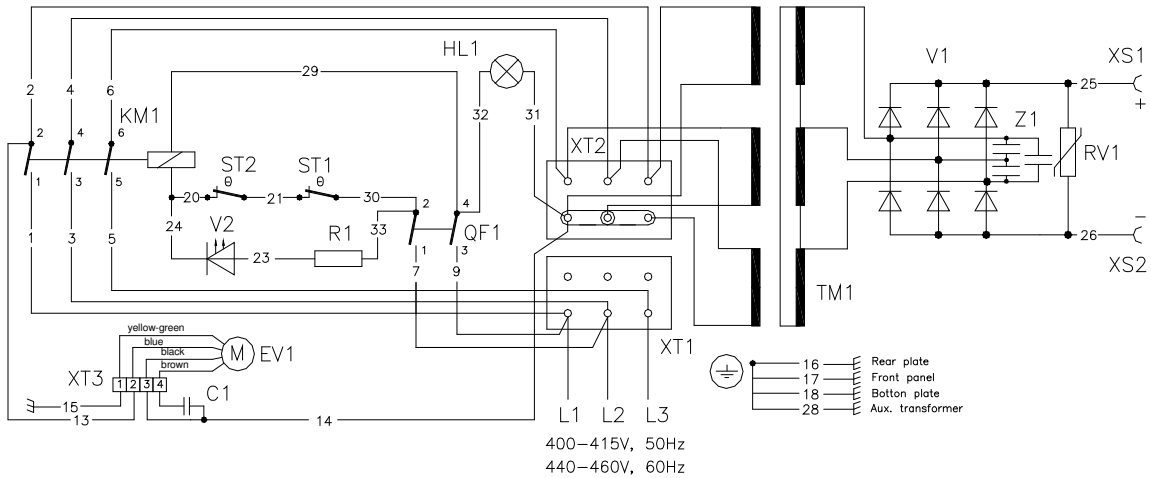 HL1
29
V1
XS1
2 4 6
KM1
32 31
25
+
2 4 6
XT2
Z1
RV1
ST2 ST1
1 3 5
θ θ
20 21 30
2 4
24 V2
33
R1
QF1
26
−
XS2
1 3 5
23
1 3
7 9
TM1
yellow-green
blue
black
brown
M
EV1
XT1
XT3
1 2 3 4
C1
15
13
14
L1 L2 L3
400-415V, 50Hz
440-460V, 60Hz
16 Rear plate
17 Front panel
18 Botton plate
28 Aux. transformer